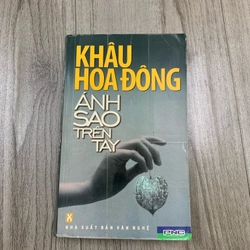 KHÂU
HOA ĐÔNG
ÁNH
SAO
TRÊN
TAY
NHÀ XUẤT BẢN VĂN NGHỆ